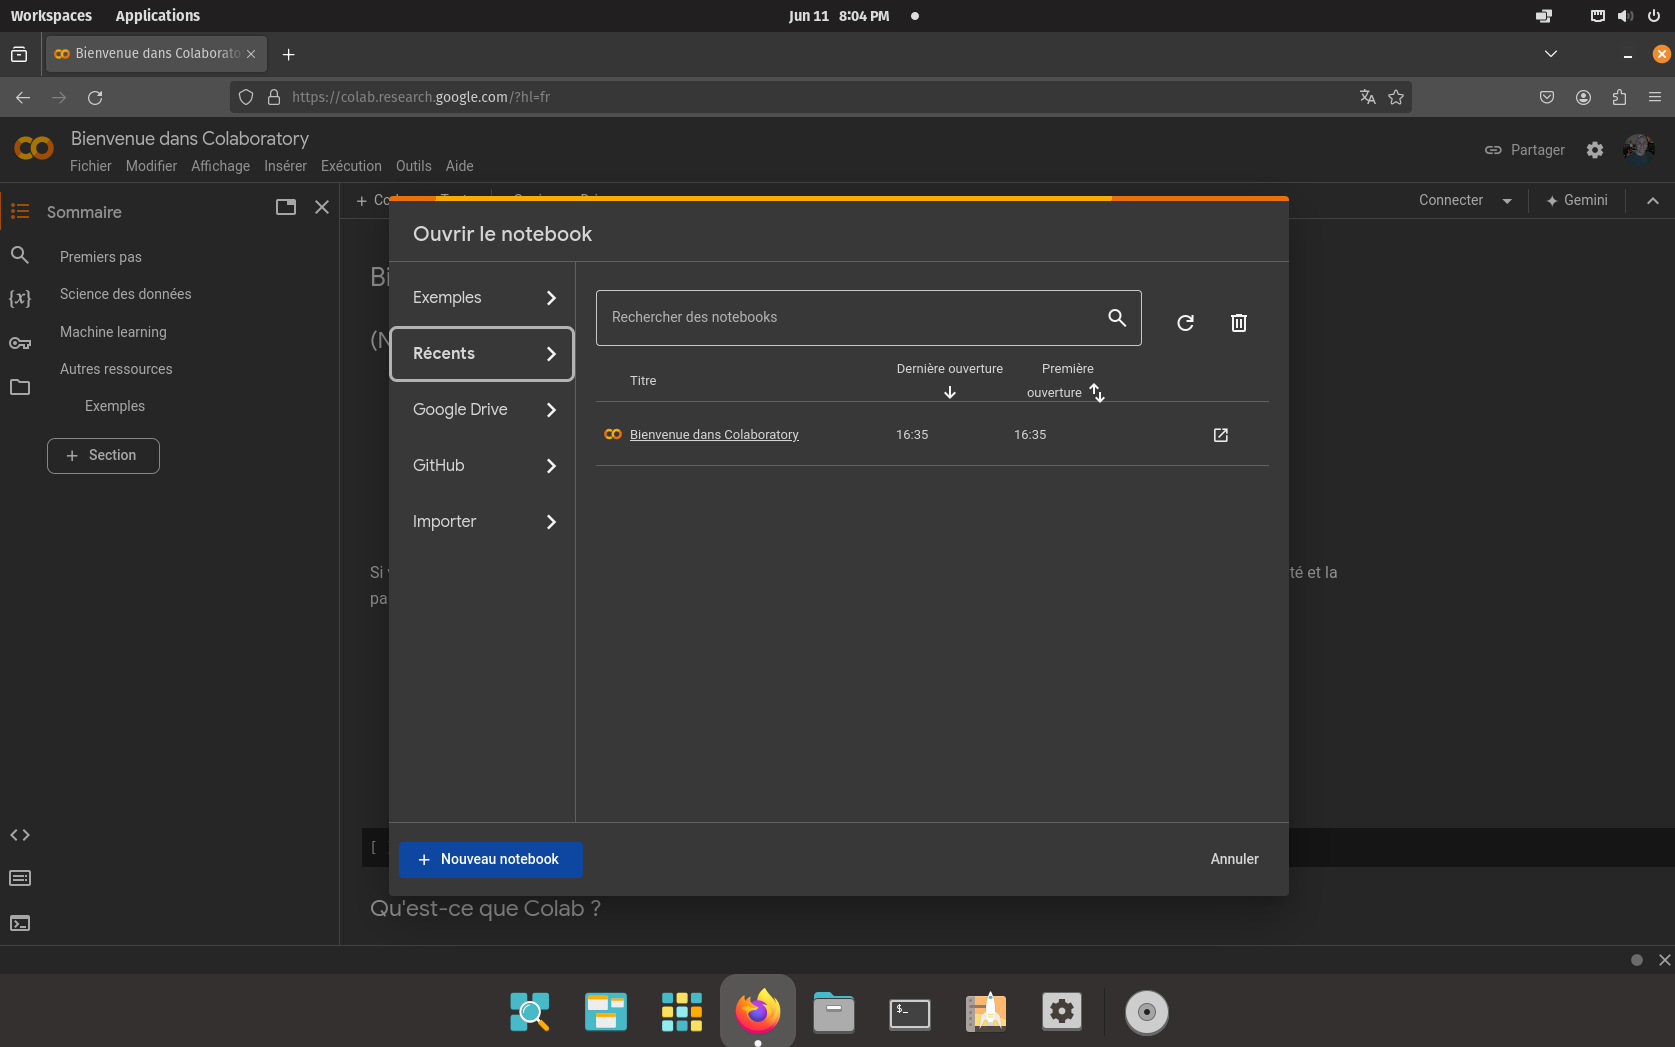 Workspaces Applications Jun 11 8:04 PM
Bienvenue dans Colaborato
https://colab.research.google.com/?hl=fr
Bienvenue dans Colaboratory
Fichier Modifier Affichage Insérer Exécution Outils Aide
Partager
Sommaire
Premiers pas
Science des données
Machine learning
Autres ressources
Exemples
+ Section
Connecter Gemini
Ouvrir le notebook
Exemples
Récents
Google Drive
GitHub
Importer
Rechercher des notebooks
Titre Dernière ouverture Première ouverture
Bienvenue dans Colaboratory 16:35 16:35
Si
té et la
pa
[
+ Nouveau notebook
Annuler
Qu'est-ce que Colab ?